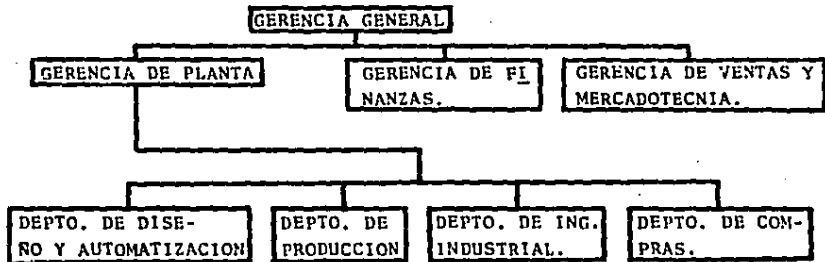 GERENCIA GENERAL
GERENCIA DE PLANTA
GERENCIA DE FI
NANZAS.
GERENCIA DE VENTAS Y
MERCADOTECNIA.
DEPTO. DE DISE-
ÑO Y AUTOMATIZACION
DEPTO. DE
PRODUCCION
DEPTO. DE ING.
INDUSTRIAL.
DEPTO. DE COM-
PRAS.